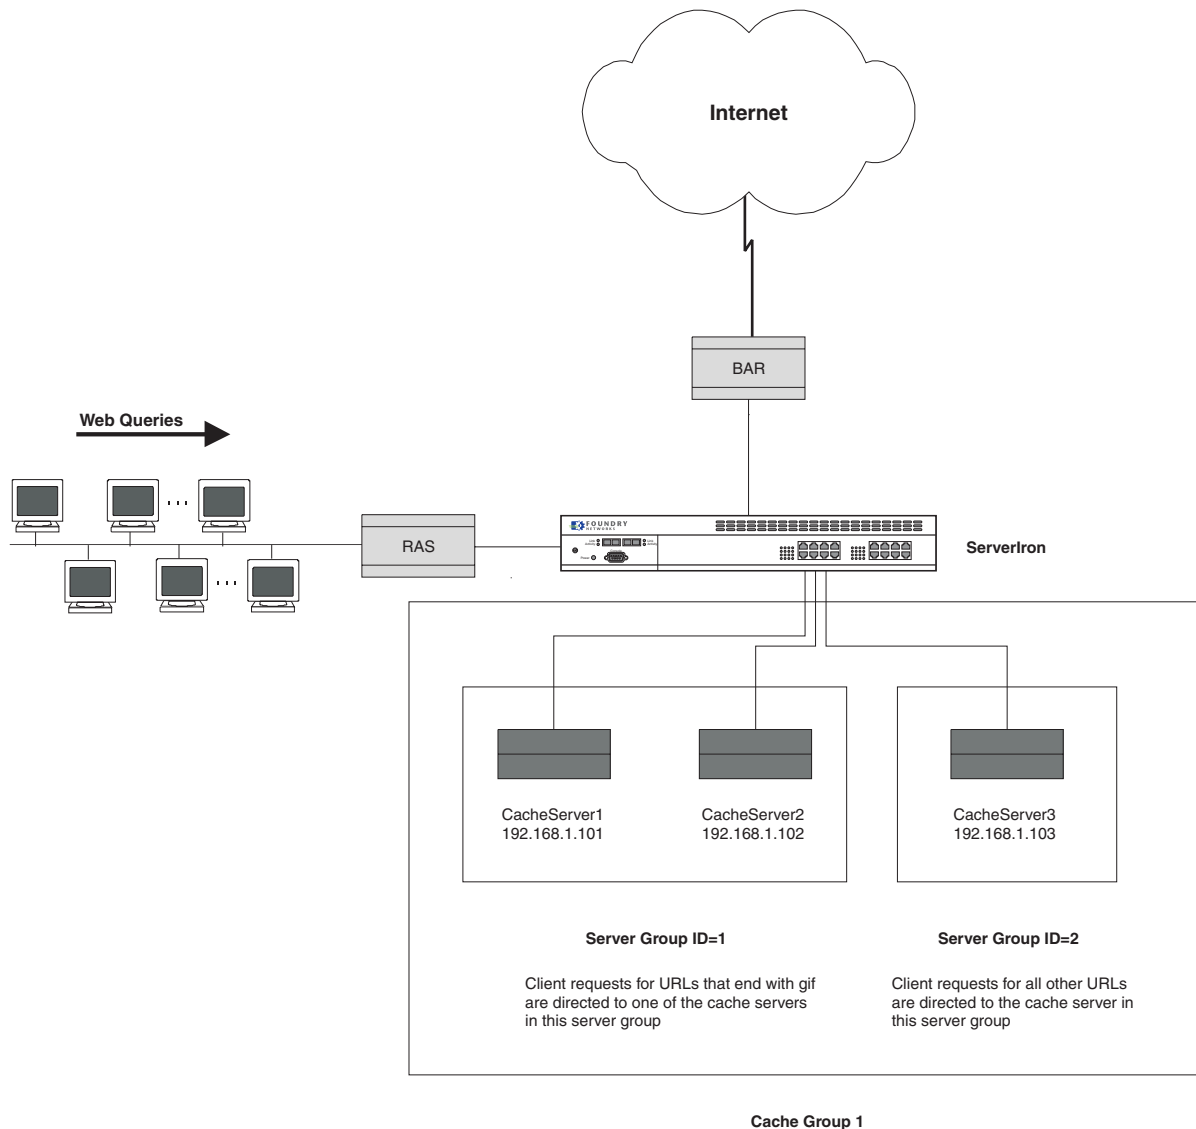 Internet
BAR
Web Queries
RAS
FOUNDRY
NETWORKS
Power
ServerIron
CacheServer1
192.168.1.101
CacheServer2
192.168.1.102
CacheServer3
192.168.1.103
Server Group ID=1
Client requests for URLs that end with gif
are directed to one of the cache servers
in this server group
Server Group ID=2
Client requests for all other URLs
are directed to the cache server in
this server group
Cache Group 1